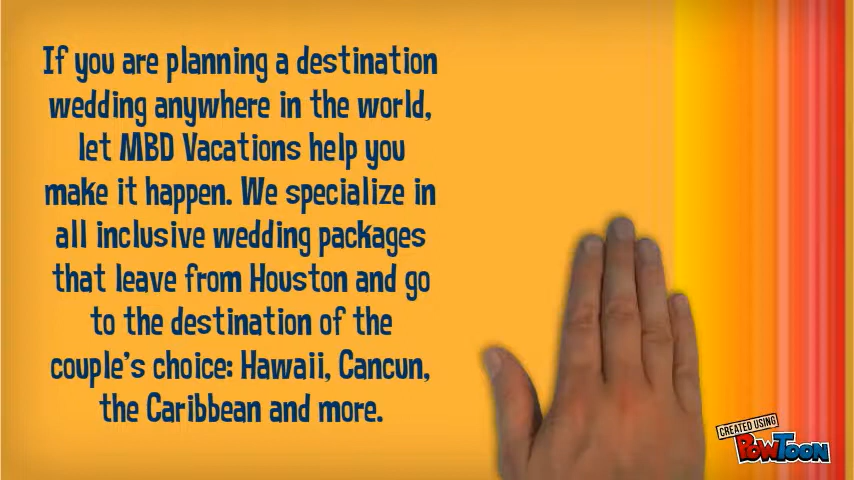 If you are planning a destination
wedding anywhere in the world,
let MBD Vacations help you
make it happen. We specialize in
all inclusive wedding packages
that leave from Houston and go
to the destination of the
couple's choice: Hawaii, Cancun,
the Caribbean and more.
CREATED USING
POWTOON